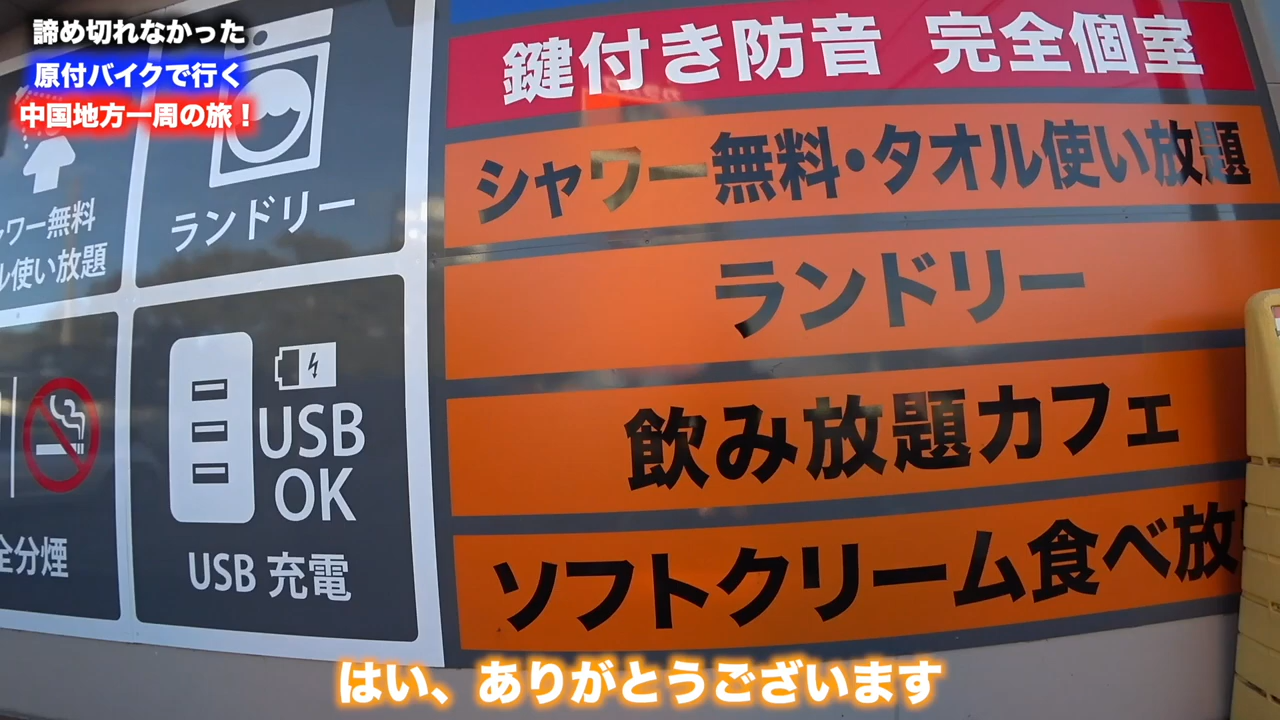 諦め切れなかった
原付バイクで行く
中国地方一周の旅！
鍵付き防音 完全個室
シャワー無料・タオル使い放題
ランドリー
飲み放題カフェ
ソフトクリーム食べ放
ャワー無料
ル使い放題
ランドリー
全分煙
USB
OK
USB 充電
はい、ありがとうございます